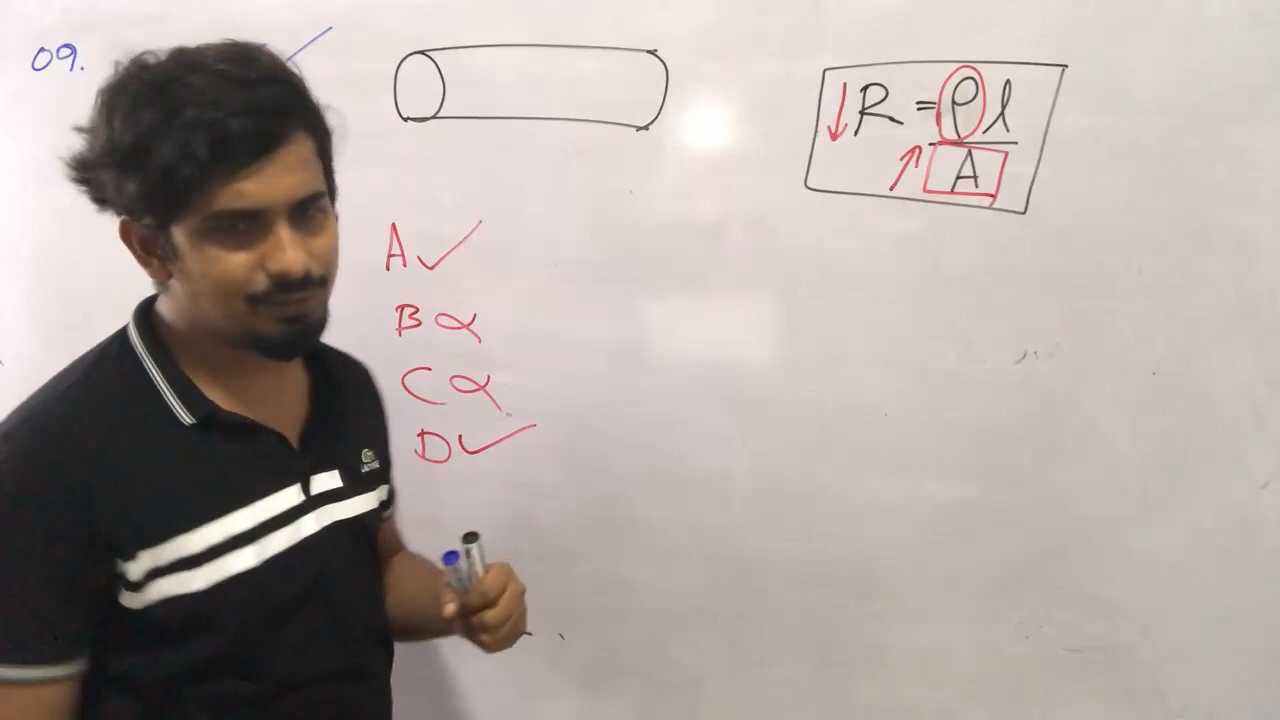 09.
R = ρl
A
A ✓
B ∝
C ∝
D ✓